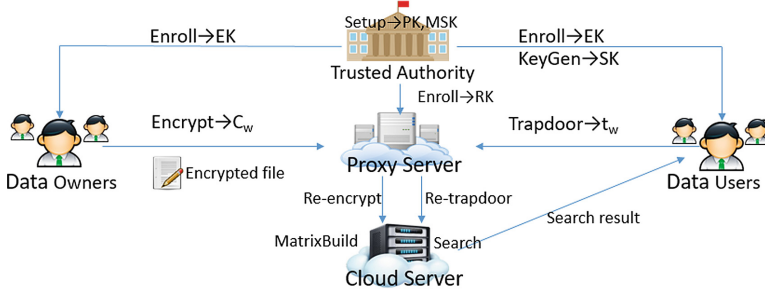 Setup→PK,MSK
Enroll→EK
Enroll→EK
KeyGen→SK
Trusted Authority
Enroll→RK
Encrypt→Cw
Trapdoor→tw
Proxy Server
Encrypted file
Data Owners
Data Users
Re-encrypt
Re-trapdoor
Search result
MatrixBuild
Search
Cloud Server